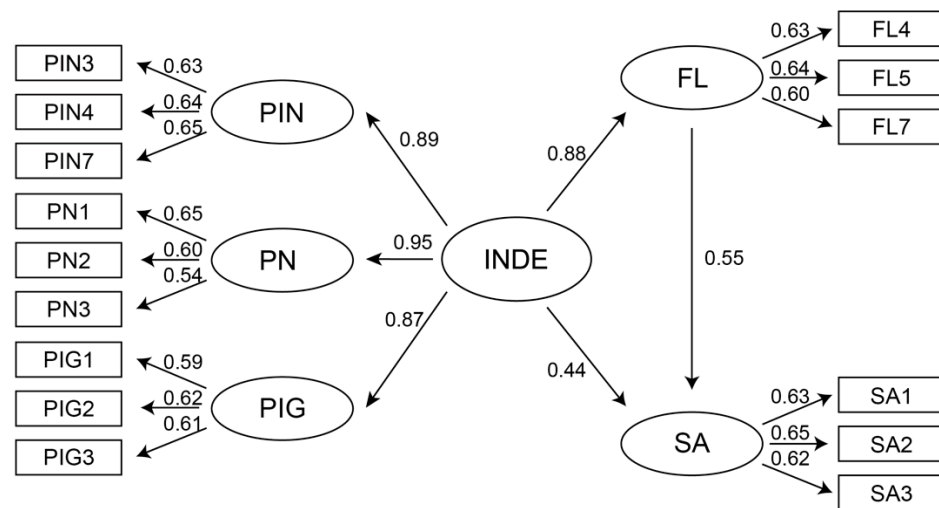 PIN3
PIN4
PIN7
0.63
0.64
0.65
PIN
PN1
PN2
PN3
0.65
0.60
0.54
PN
PIG1
PIG2
PIG3
0.59
0.62
0.61
PIG
0.89
0.95
0.87
INDE
0.88
0.44
FL
0.63
0.64
0.60
FL4
FL5
FL7
0.55
SA
0.63
0.65
0.62
SA1
SA2
SA3